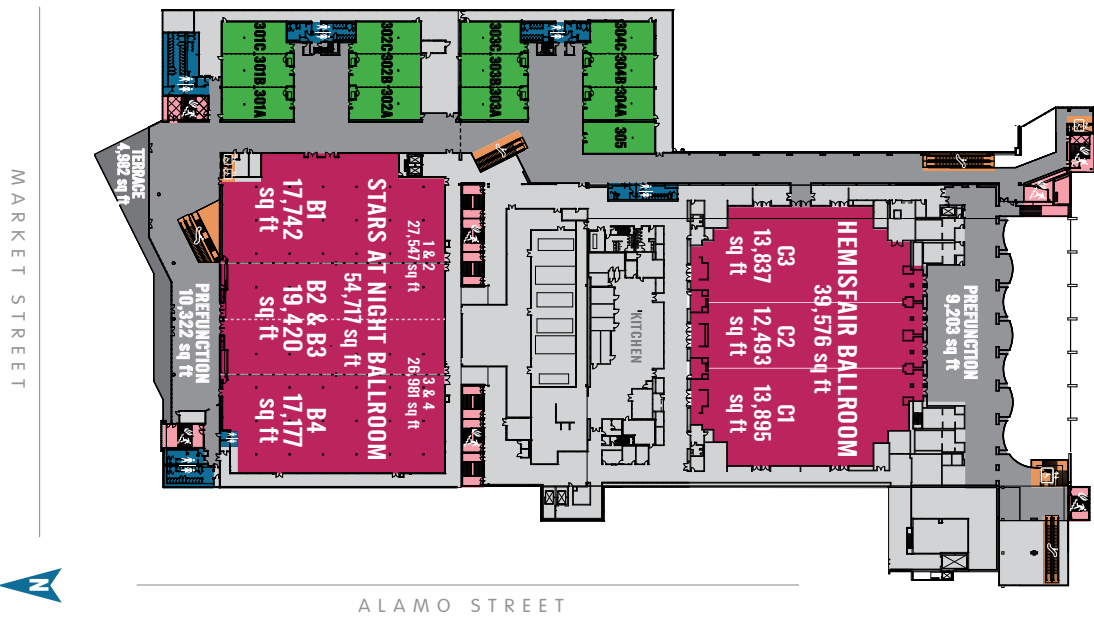 MARKET STREET
ALAMO STREET
N
301C 301B 301A
302C 302B 302A
303C 303B 303A
304C 304B 304A
305
TERRACE
4,982 sq ft
PREFUNCTION
10,322 sq ft
STARS AT NIGHT BALLROOM
54,717 sq ft
1 & 2
27,547 sq ft
3 & 4
26,981 sq ft
B1
17,742
sq ft
B2 & B3
19,420
sq ft
B4
17,177
sq ft
KITCHEN
HEMISFAIR BALLROOM
39,576 sq ft
C3
13,837
sq ft
C2
12,493
sq ft
C1
13,895
sq ft
PREFUNCTION
9,203 sq ft